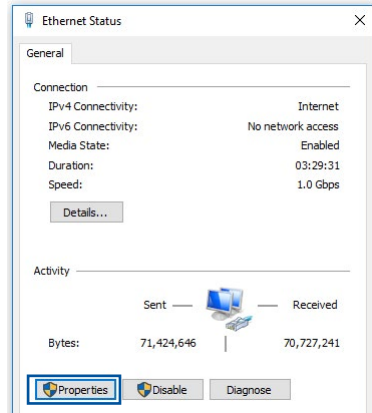 Ethernet Status
General
Connection
IPv4 Connectivity: Internet
IPv6 Connectivity: No network access
Media State: Enabled
Duration: 03:29:31
Speed: 1.0 Gbps
Details...
Activity
Sent Received
Bytes: 71,424,646 70,727,241
Properties Disable Diagnose